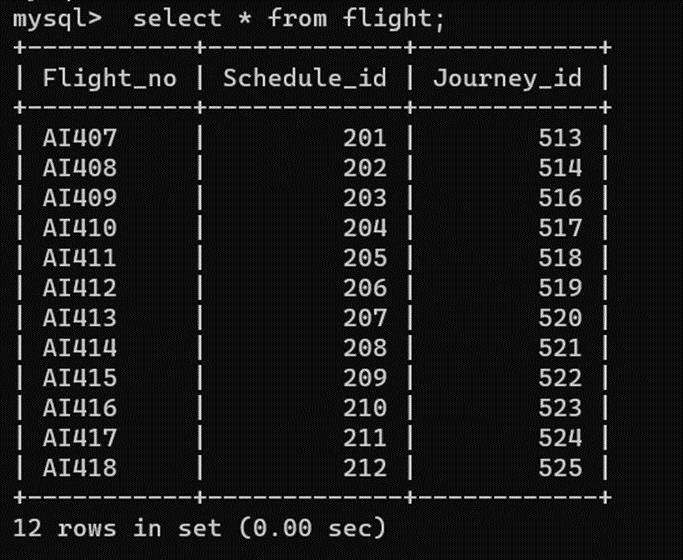 mysql>  select * from flight;
+-----------+-------------+------------+
| Flight_no | Schedule_id | Journey_id |
+-----------+-------------+------------+
| AI407     |         201 |        513 |
| AI408     |         202 |        514 |
| AI409     |         203 |        516 |
| AI410     |         204 |        517 |
| AI411     |         205 |        518 |
| AI412     |         206 |        519 |
| AI413     |         207 |        520 |
| AI414     |         208 |        521 |
| AI415     |         209 |        522 |
| AI416     |         210 |        523 |
| AI417     |         211 |        524 |
| AI418     |         212 |        525 |
+-----------+-------------+------------+
12 rows in set (0.00 sec)